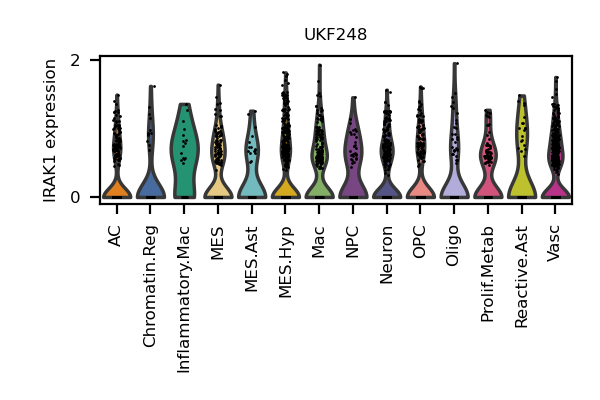 UKF248
IRAK1 expression
2
0
AC
Chromatin.Reg
Inflammatory.Mac
MES
MES.Ast
MES.Hyp
Mac
NPC
Neuron
OPC
Oligo
Prolif.Metab
Reactive.Ast
Vasc